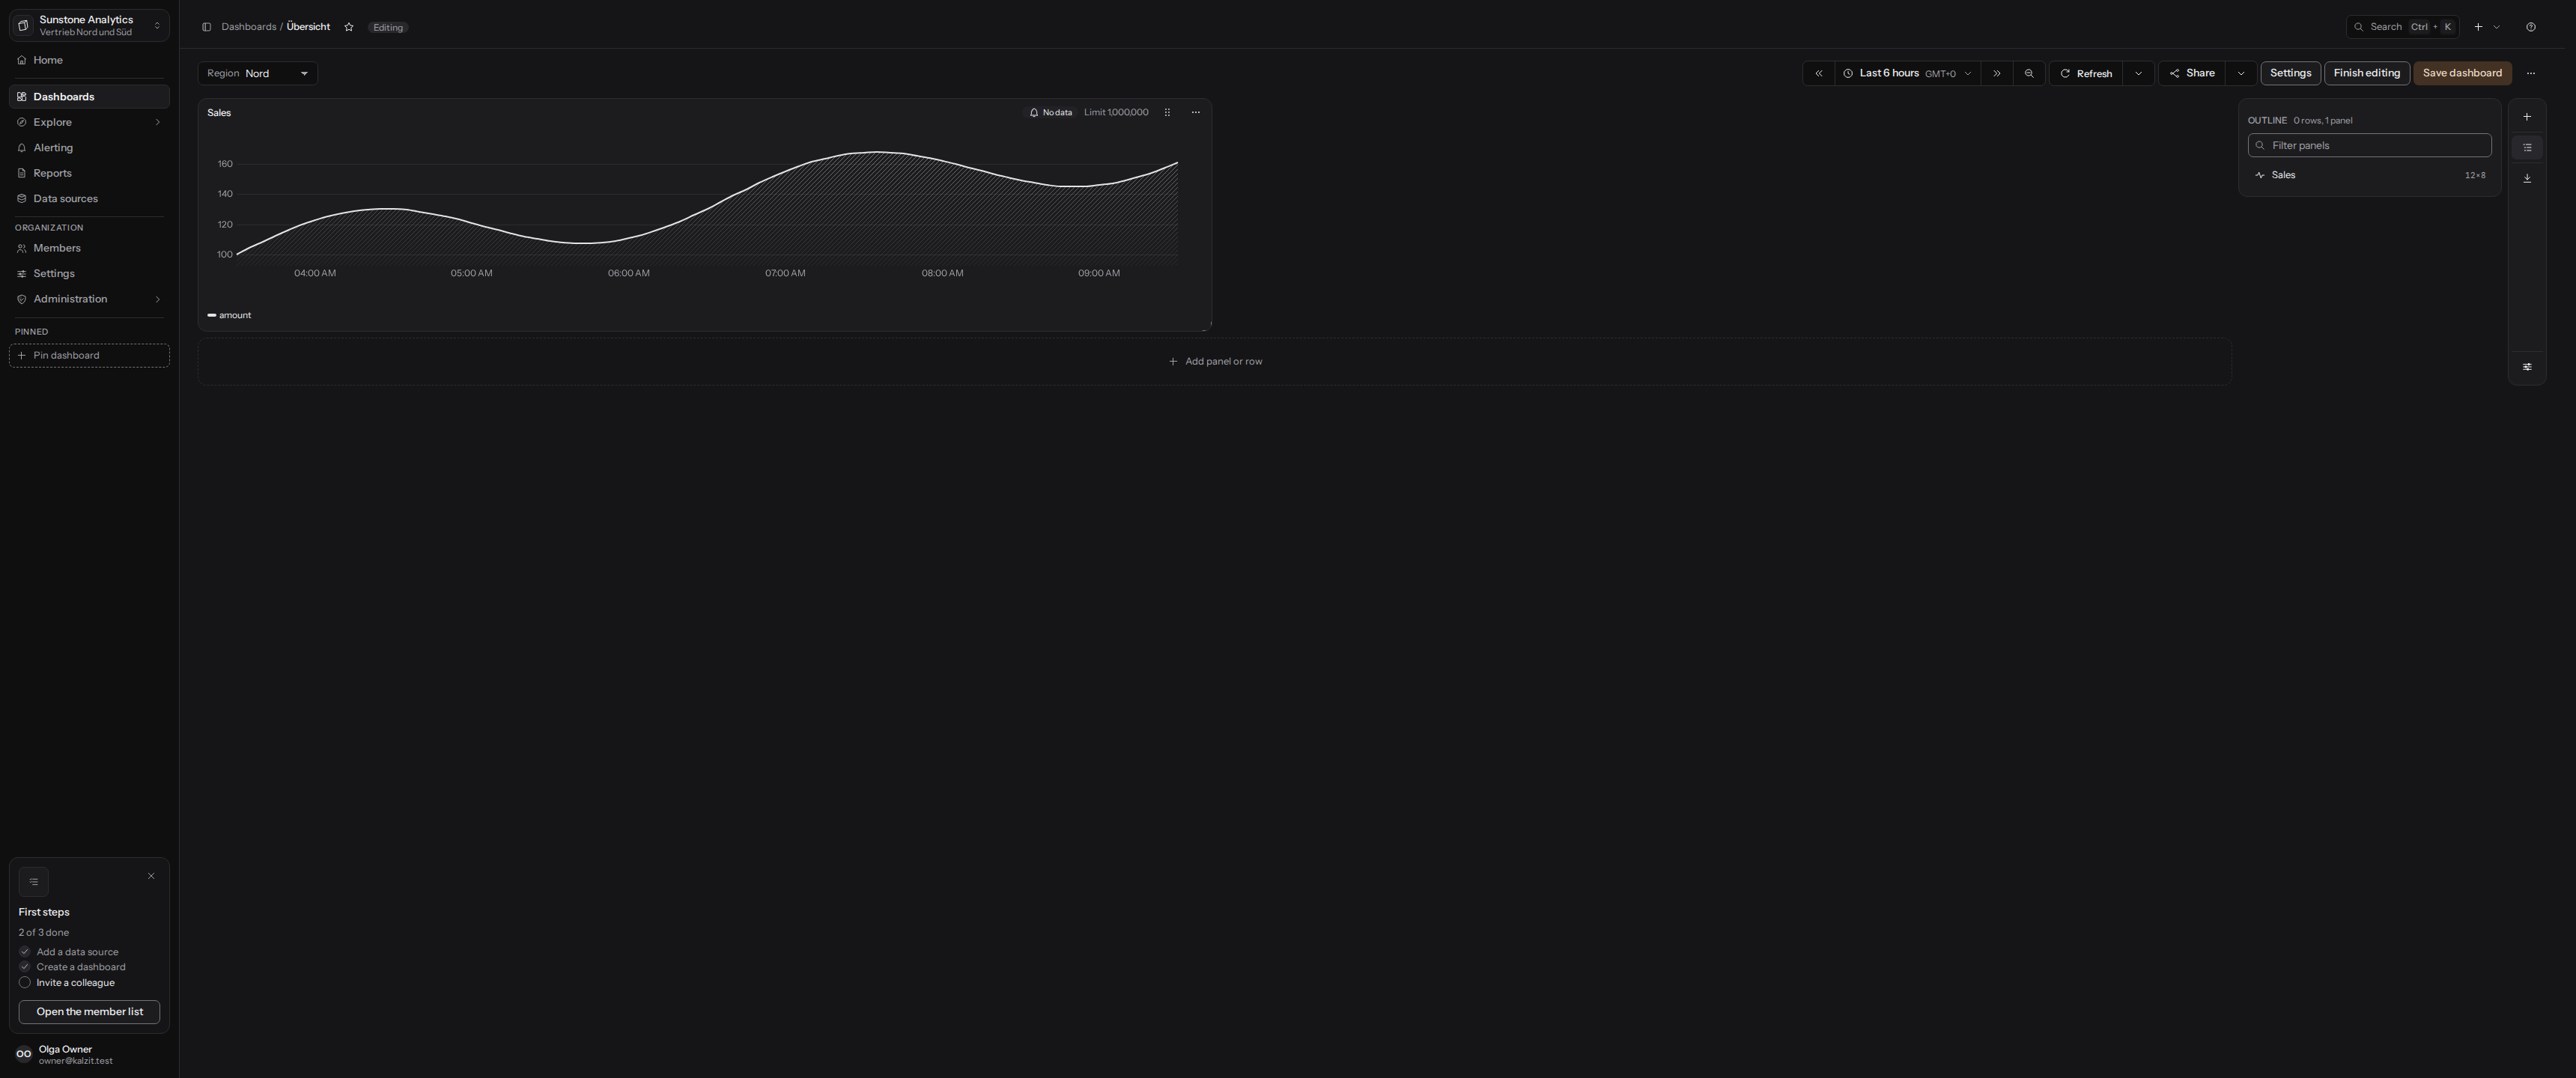 Sunstone Analytics
Vertrieb Nord und Süd
Home
Dashboards
Explore
Alerting
Reports
Data sources
ORGANIZATION
Members
Settings
Administration
PINNED
Pin dashboard
First steps
2 of 3 done
Add a data source
Create a dashboard
Invite a colleague
Open the member list
OO Olga Owner
owner@kalzit.test
Dashboards / Übersicht Editing
Search Ctrl + K
Region Nord
Last 6 hours GMT+0 Refresh Share Settings Finish editing Save dashboard
Sales No data Limit 1,000,000
160
140
120
100
04:00 AM 05:00 AM 06:00 AM 07:00 AM 08:00 AM 09:00 AM
amount
Add panel or row
OUTLINE 0 rows, 1 panel
Filter panels
Sales 12×8